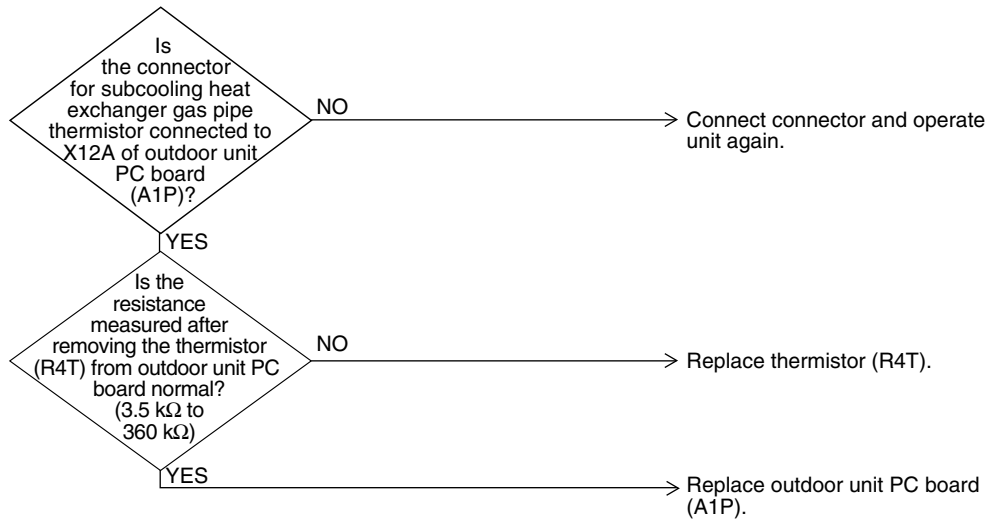 Is
the connector
for subcooling heat
exchanger gas pipe
thermistor connected to
X12A of outdoor unit
PC board
(A1P)?
NO
Connect connector and operate
unit again.
YES
Is the
resistance
measured after
removing the thermistor
(R4T) from outdoor unit PC
board normal?
(3.5 kΩ to
360 kΩ)
NO
Replace thermistor (R4T).
YES
Replace outdoor unit PC board
(A1P).